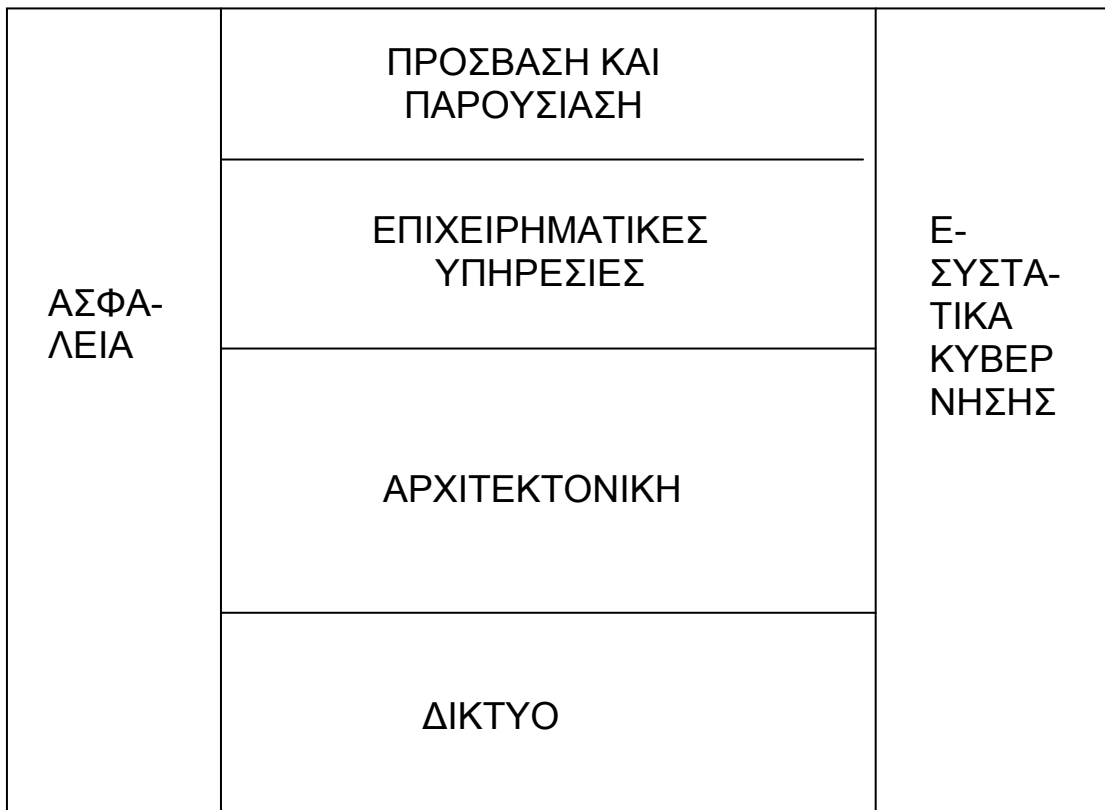 ΑΣΦΑ-
ΛΕΙΑ
ΠΡΟΣΒΑΣΗ ΚΑΙ
ΠΑΡΟΥΣΙΑΣΗ
ΕΠΙΧΕΙΡΗΜΑΤΙΚΕΣ
ΥΠΗΡΕΣΙΕΣ
ΑΡΧΙΤΕΚΤΟΝΙΚΗ
ΔΙΚΤΥΟ
Ε-
ΣΥΣΤΑ-
ΤΙΚΑ
ΚΥΒΕΡ
ΝΗΣΗΣ